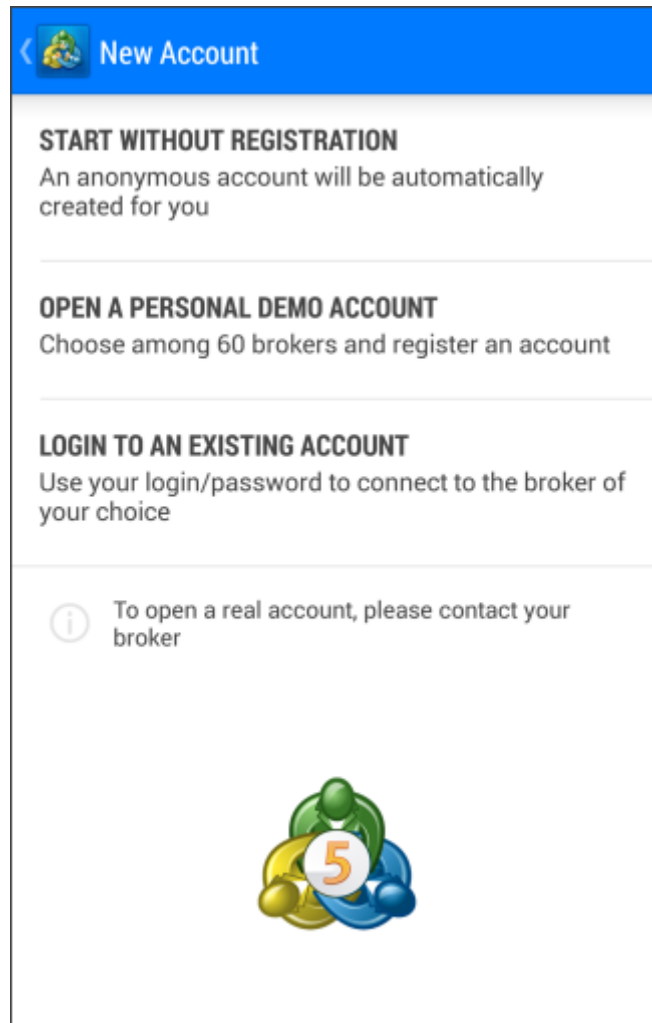 New Account
START WITHOUT REGISTRATION
An anonymous account will be automatically
created for you
OPEN A PERSONAL DEMO ACCOUNT
Choose among 60 brokers and register an account
LOGIN TO AN EXISTING ACCOUNT
Use your login/password to connect to the broker of
your choice
To open a real account, please contact your
broker
5